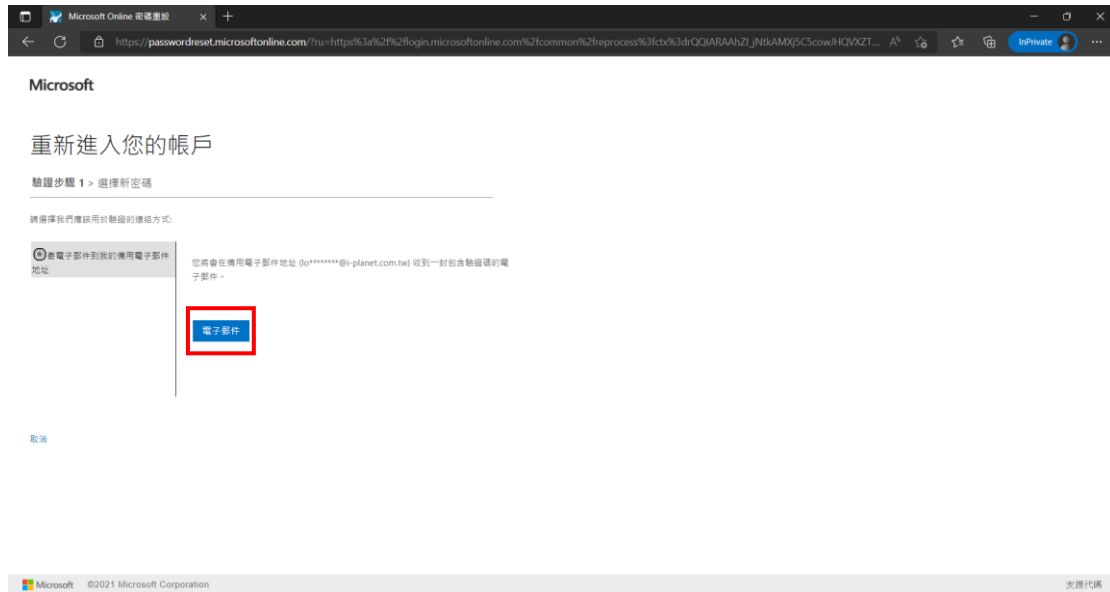 Microsoft Online 密碼重設
https://passwordreset.microsoftonline.com/?ru=https%3a%2f%2flogin.microsoftonline.com%2fcommon%2freprocess%3fctx%3drQQIARAAhZI_jNtkAMXj5C5cowJHQVXZT...
InPrivate
Microsoft
重新進入您的帳戶
驗證步驟 1 > 選擇新密碼
請選擇我們應該用於驗證的連絡方式:
寄電子郵件到我的備用電子郵件
地址
您將會在備用電子郵件地址 (lo********@i-planet.com.tw) 收到一封包含驗證碼的電
子郵件。
電子郵件
取消
Microsoft ©2021 Microsoft Corporation 支援代碼